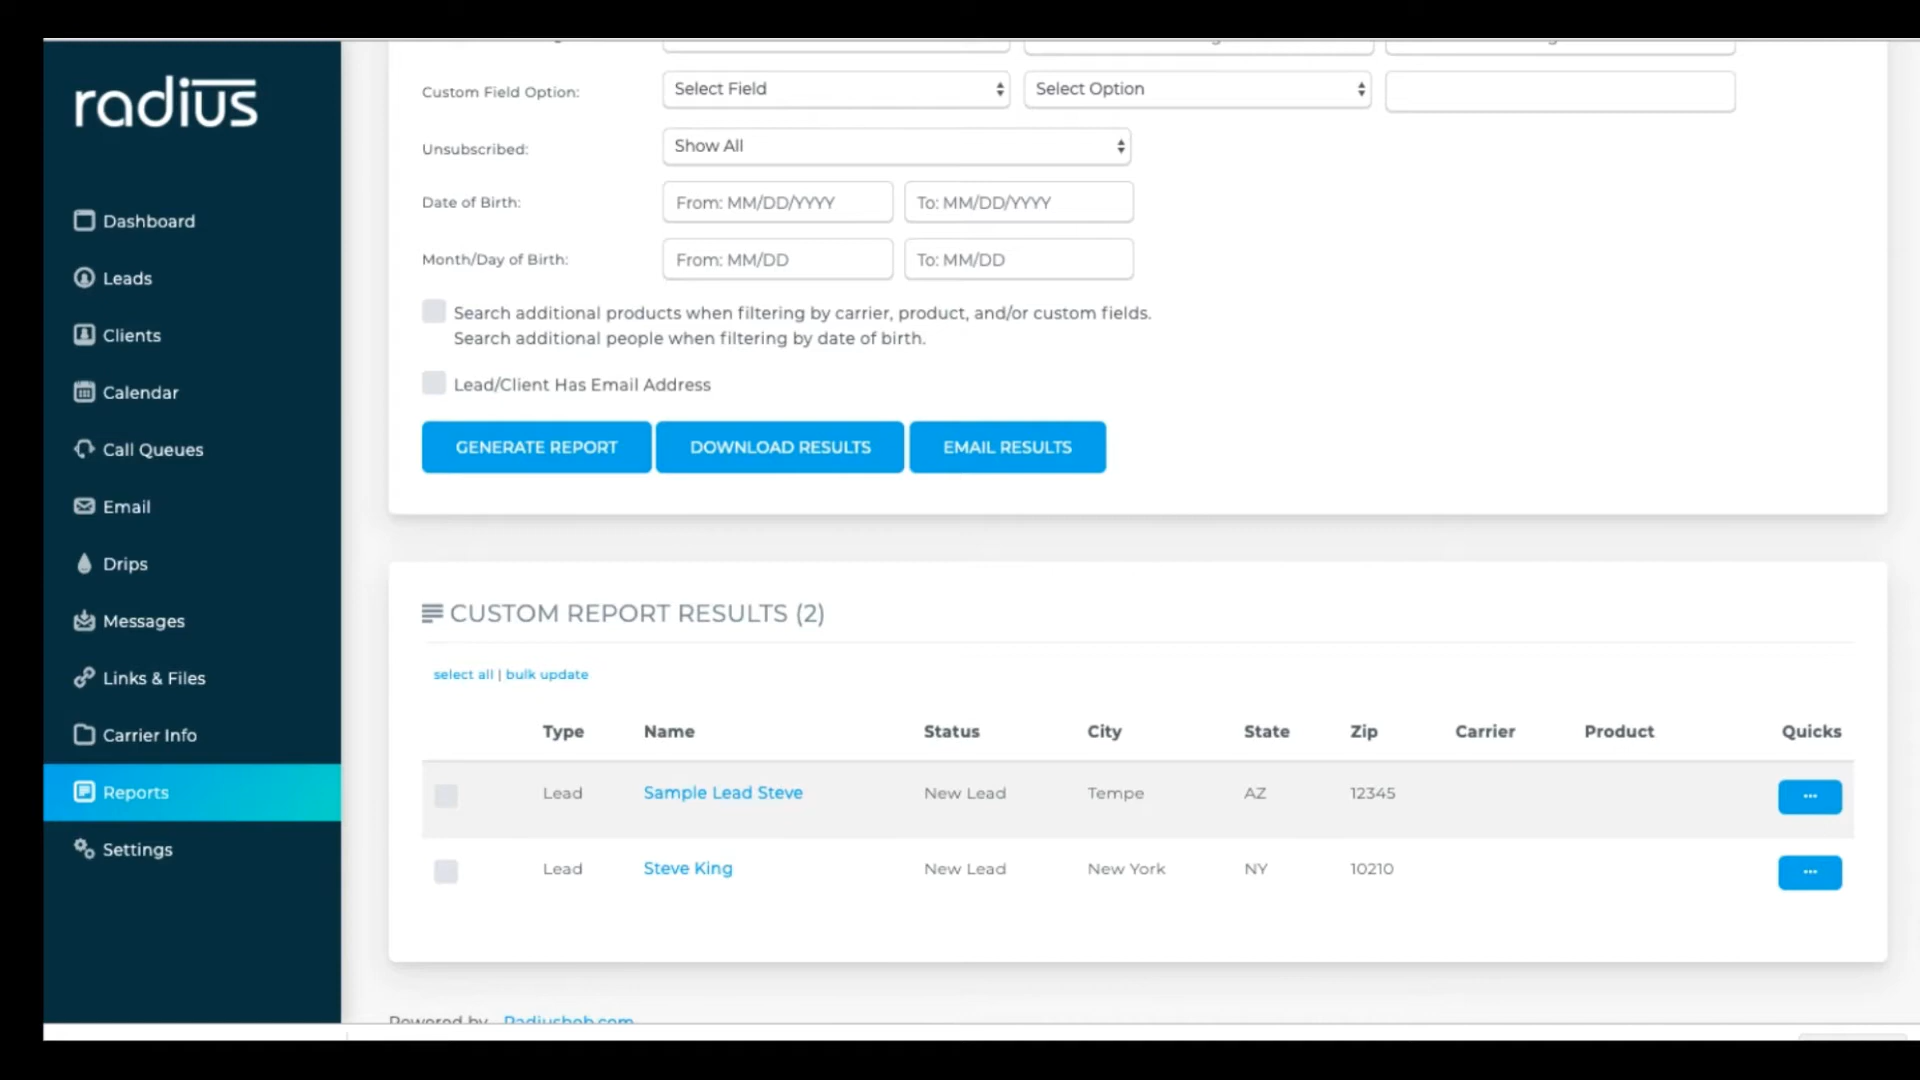 radius
Dashboard
Leads
Clients
Calendar
Call Queues
Email
Drips
Messages
Links & Files
Carrier Info
Reports
Settings
Custom Field Option: Select Field Select Option
Unsubscribed: Show All
Date of Birth: From: MM/DD/YYYY To: MM/DD/YYYY
Month/Day of Birth: From: MM/DD To: MM/DD
Search additional products when filtering by carrier, product, and/or custom fields.
Search additional people when filtering by date of birth.
Lead/Client Has Email Address
GENERATE REPORT DOWNLOAD RESULTS EMAIL RESULTS
CUSTOM REPORT RESULTS (2)
select all | bulk update
Type Name Status City State Zip Carrier Product Quicks
Lead Sample Lead Steve New Lead Tempe AZ 12345 ...
Lead Steve King New Lead New York NY 10210 ...
Powered by Radiusbob.com